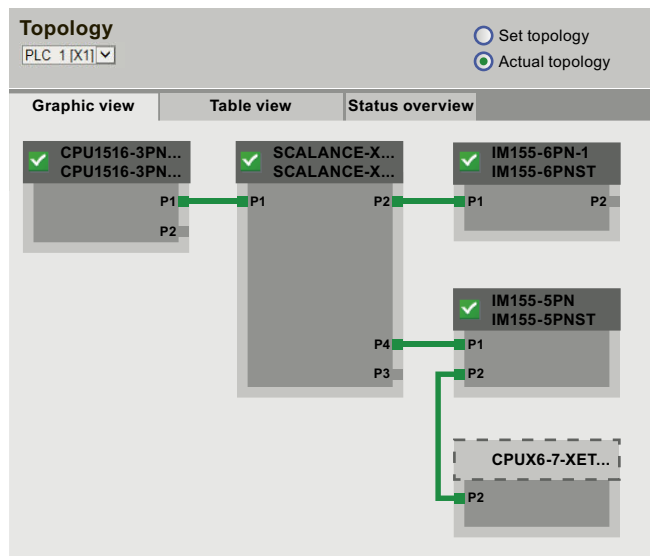 Topology
PLC 1 [X1]
Set topology
Actual topology
Graphic view
Table view
Status overview
CPU1516-3PN...
CPU1516-3PN...
P1
P2
SCALANCE-X...
SCALANCE-X...
P1
P2
P4
P3
IM155-6PN-1
IM155-6PNST
P1
P2
IM155-5PN
IM155-5PNST
P1
P2
CPUX6-7-XET...
P2